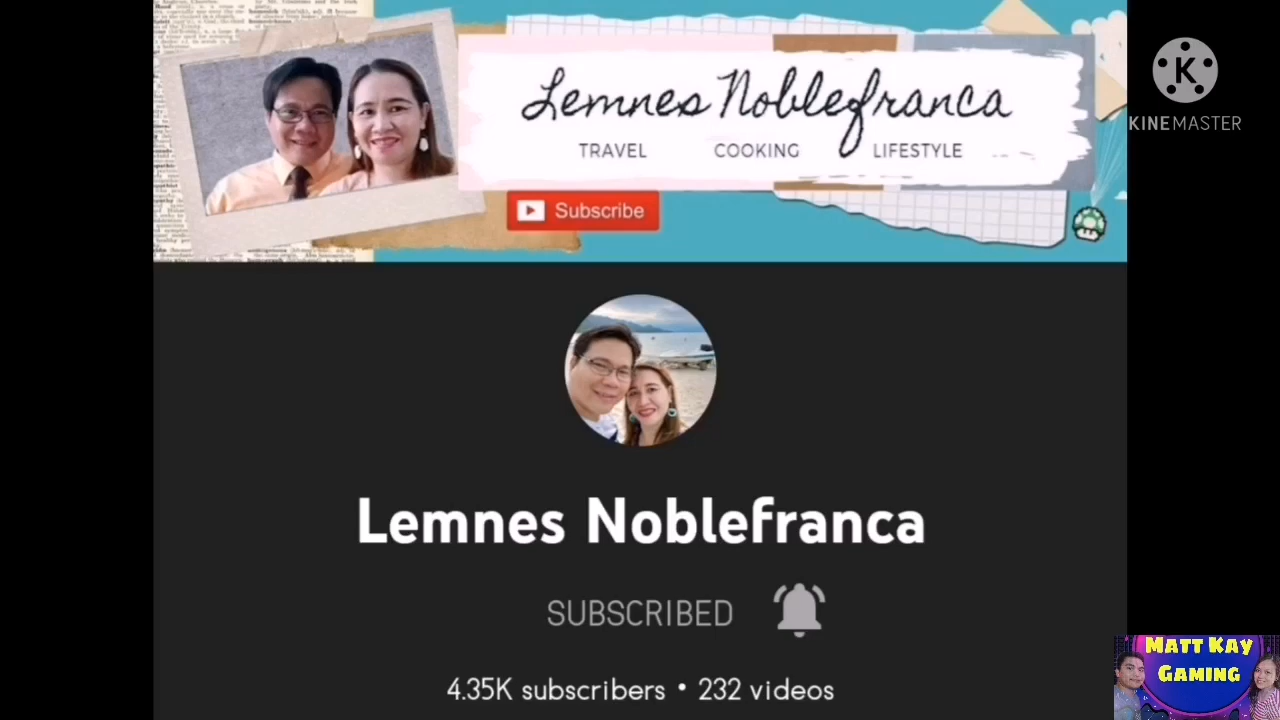 Lemnes Noblefranca
TRAVEL COOKING LIFESTYLE
Subscribe
K
KINEMASTER
Lemnes Noblefranca
SUBSCRIBED
4.35K subscribers • 232 videos
MATT KAY
GAMING